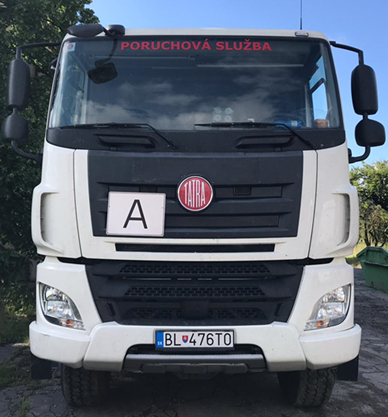 PORUCHOVÁ SLUŽBA
TATRA
A
BL 476TO